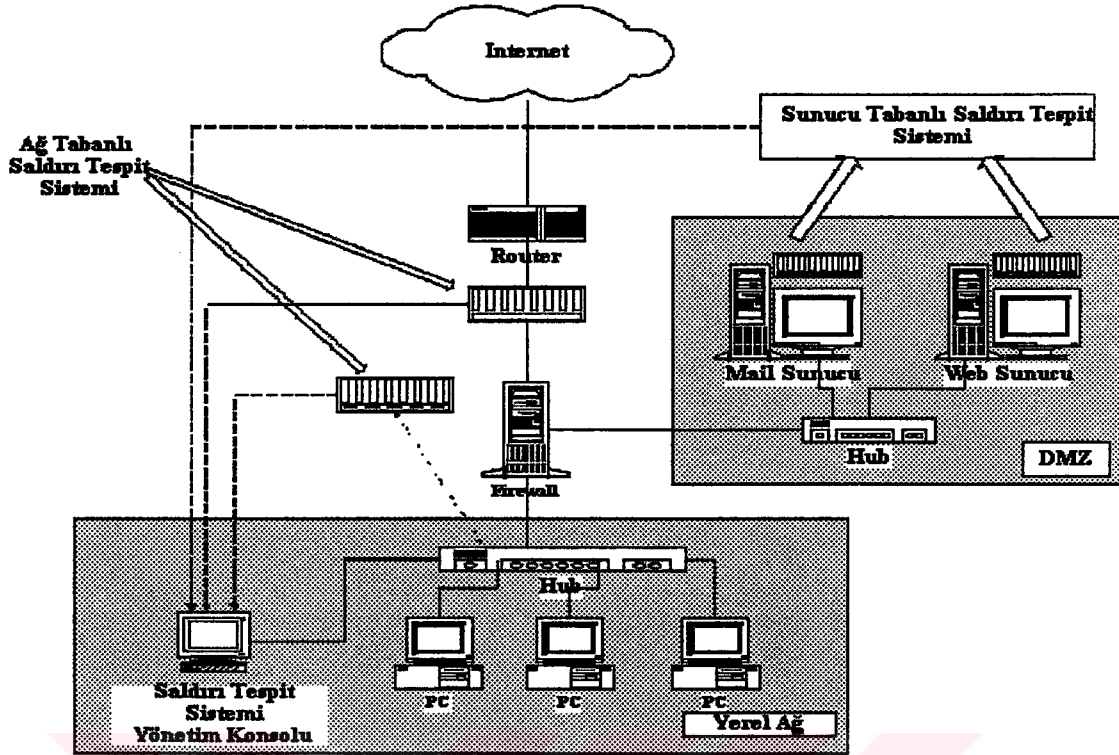 Internet
Sunucu Tabanlı Saldırı Tespit
Sistemi
Ağ Tabanlı
Saldırı Tespit
Sistemi
Router
Mail Sunucu
Web Sunucu
Hub
DMZ
Firewall
Hub
PC
PC
PC
Saldırı Tespit
Sistemi
Yönetim Konsolu
Yerel Ağ